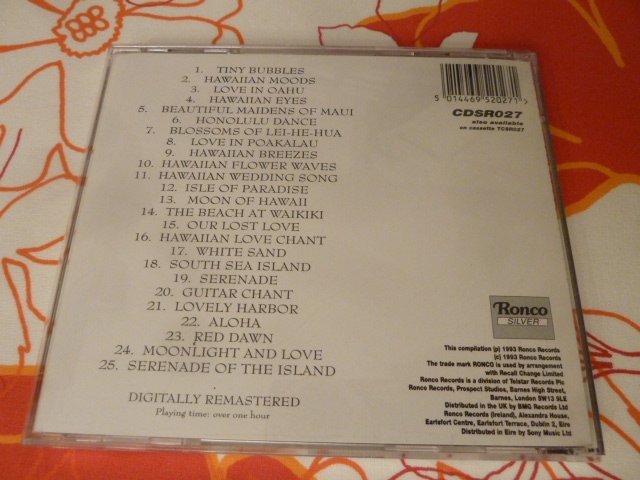 1. TINY BUBBLES
2. HAWAIIAN MOODS
3. LOVE IN OAHU
4. HAWAIIAN EYES
5. BEAUTIFUL MAIDENS OF MAUI
6. HONOLULU DANCE
7. BLOSSOMS OF LEI-HE-HUA
8. LOVE IN POAKALAU
9. HAWAIIAN BREEZES
10. HAWAIIAN FLOWER WAVES
11. HAWAIIAN WEDDING SONG
12. ISLE OF PARADISE
13. MOON OF HAWAII
14. THE BEACH AT WAIKIKI
15. OUR LOST LOVE
16. HAWAIIAN LOVE CHANT
17. WHITE SAND
18. SOUTH SEA ISLAND
19. SERENADE
20. GUITAR CHANT
21. LOVELY HARBOR
22. ALOHA
23. RED DAWN
24. MOONLIGHT AND LOVE
25. SERENADE OF THE ISLAND
DIGITALLY REMASTERED
Playing time: over one hour
5 014469 520271 >
CDSR027
also available
on cassette TCSR027
Ronco
SILVER
This compilation (p) 1993 Ronco Records
(c) 1993 Ronco Records
The trade mark RONCO is used by arrangement
with Recall Change Limited
Ronco Records is a division of Telstar Records Plc
Ronco Records, Prospect Studios, Barnes High Street,
Barnes, London SW13 9LE
Distributed in the UK by BMG Records Ltd
Ronco Records (Ireland), Alexandra House,
Earlsfort Centre, Earlsfort Terrace, Dublin 2, Eire
Distributed in Eire by Sony Music Ltd